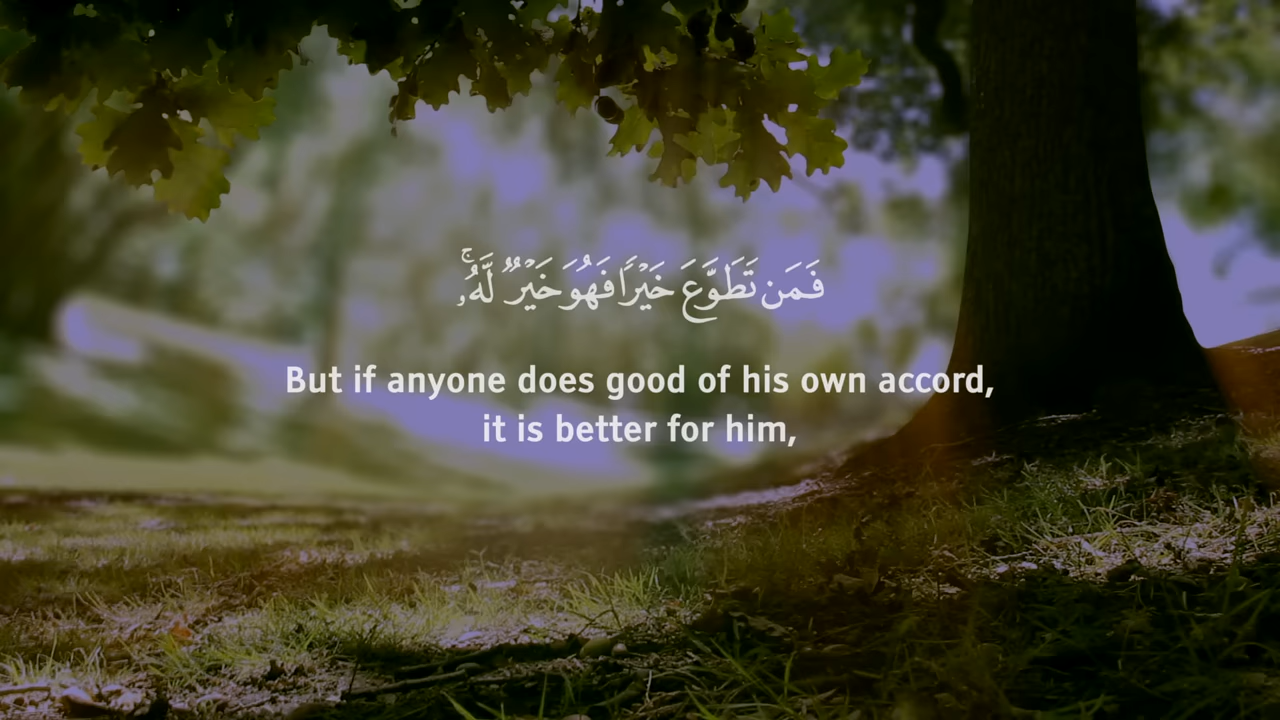 فَمَن تَطَوَّعَ خَيْرًا فَهُوَ خَيْرٌ لَّهُۥۚ
But if anyone does good of his own accord,
it is better for him,